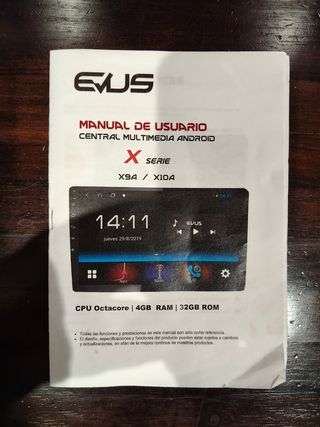 EVUS
MANUAL DE USUARIO
CENTRAL MULTIMEDIA ANDROID
X SERIE
X9A / X10A
14:11
jueves 29/8/2019
EVUS
CPU Octacore | 4GB RAM | 32GB ROM
• Todas las funciones y prestaciones de este manual son sólo como referencia.
• El diseño, especificaciones y funciones del producto pueden estar sujetos a cambios
y actualizaciones, en afán de la mejora continua de nuestros productos.